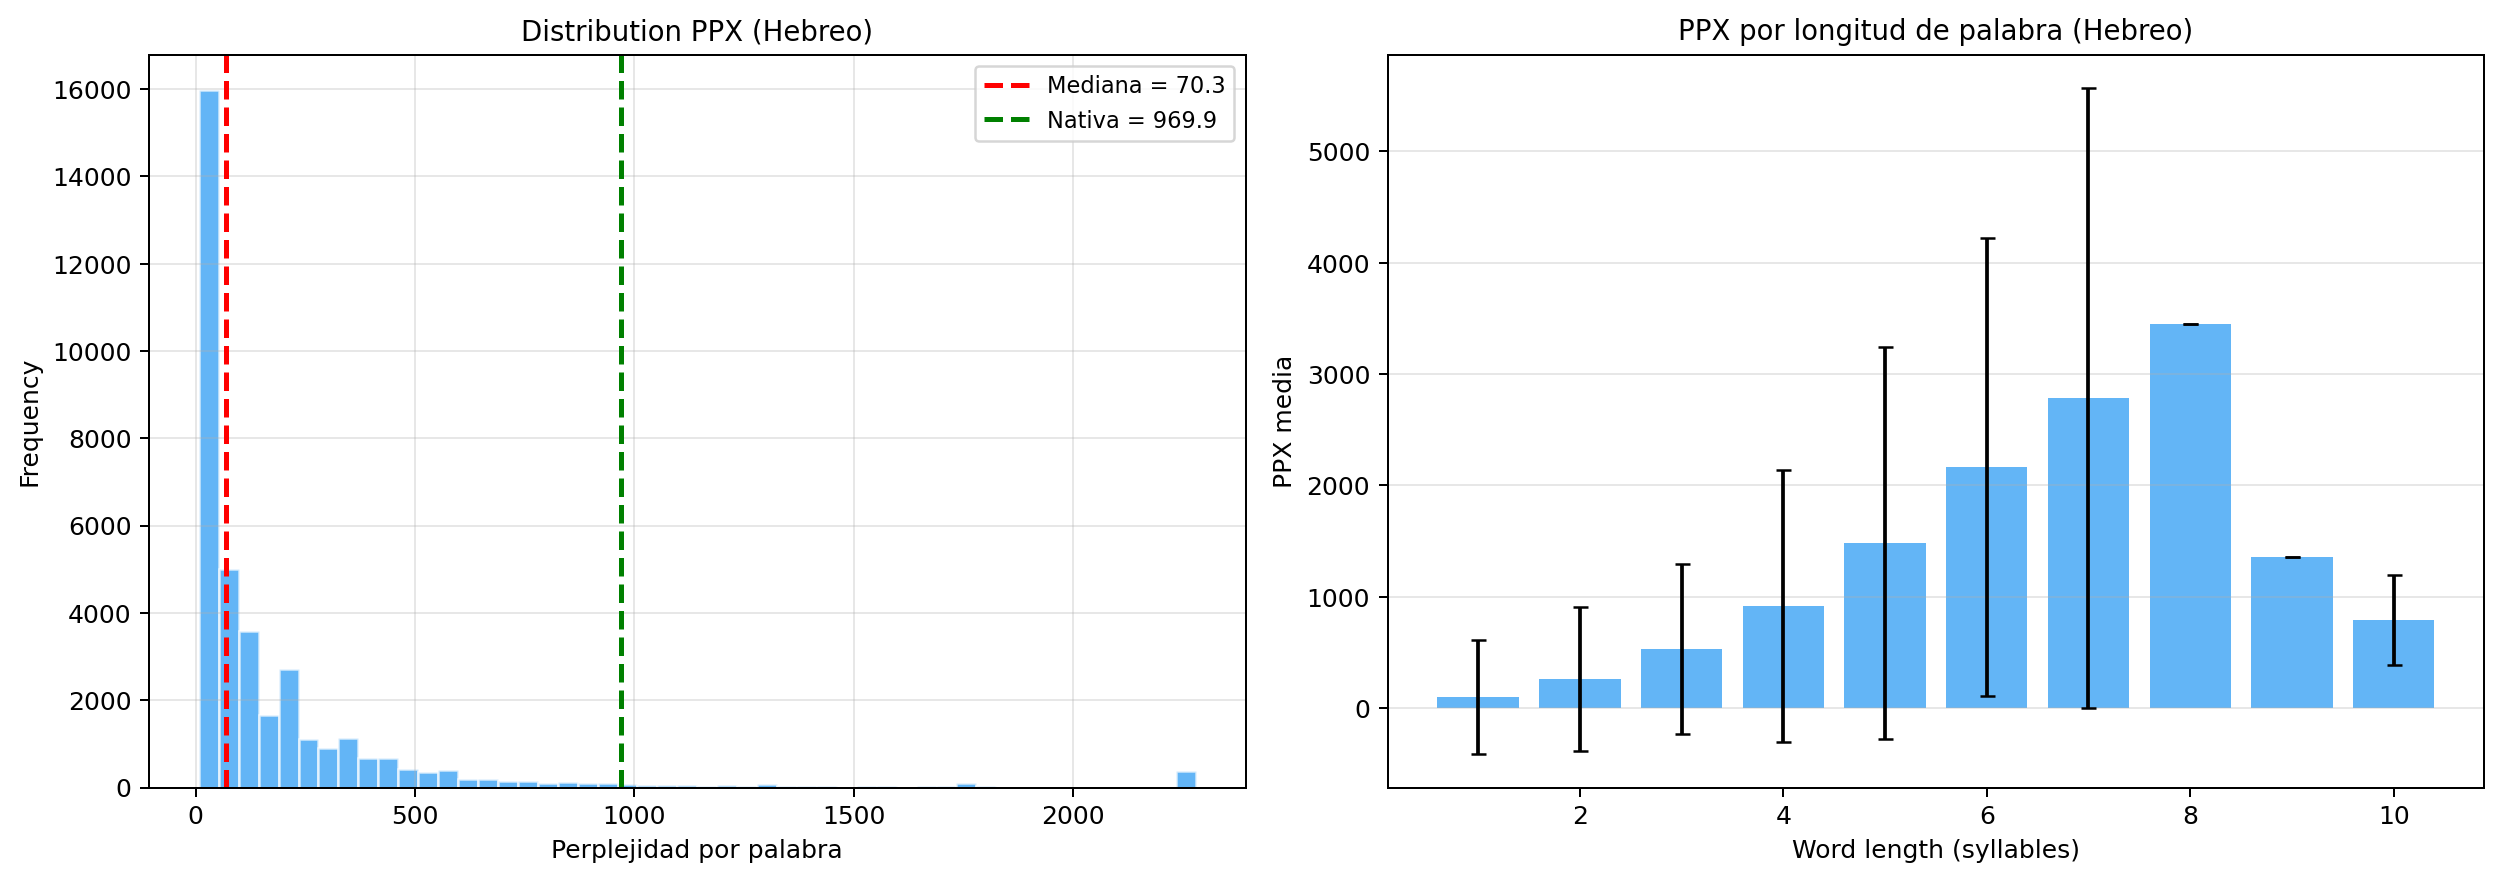 Distribution PPX (Hebreo)
Mediana = 70.3
Nativa = 969.9
Frequency
16000
14000
12000
10000
8000
6000
4000
2000
0
0 500 1000 1500 2000
Perplejidad por palabra
PPX por longitud de palabra (Hebreo)
PPX media
5000
4000
3000
2000
1000
0
2 4 6 8 10
Word length (syllables)